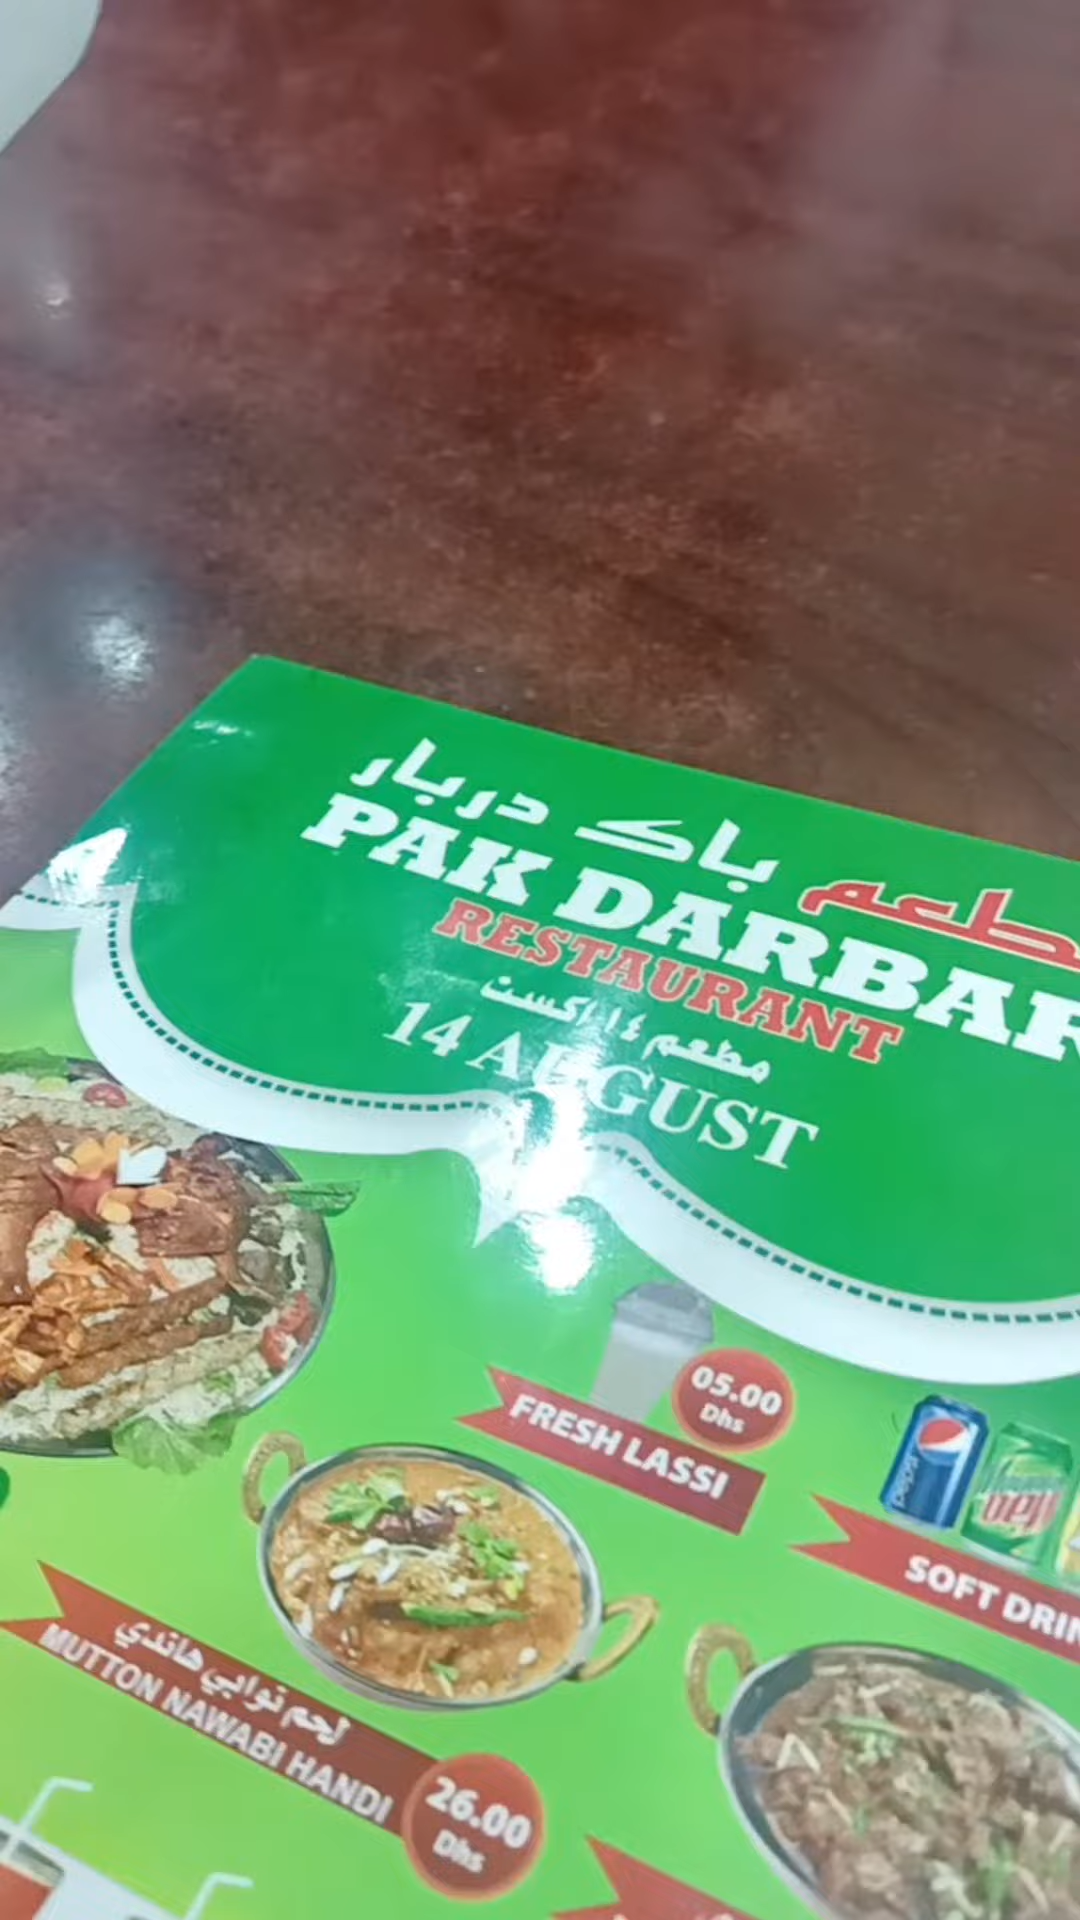 مطعم باك دربار
PAK DARBAR
RESTAURANT
مطعم ١٤ اكست
14 AUGUST
05.00
Dhs
FRESH LASSI
pepsi
SOFT DRIN
لحم نوابي هاندي
MUTTON NAWABI HANDI
26.00
Dhs